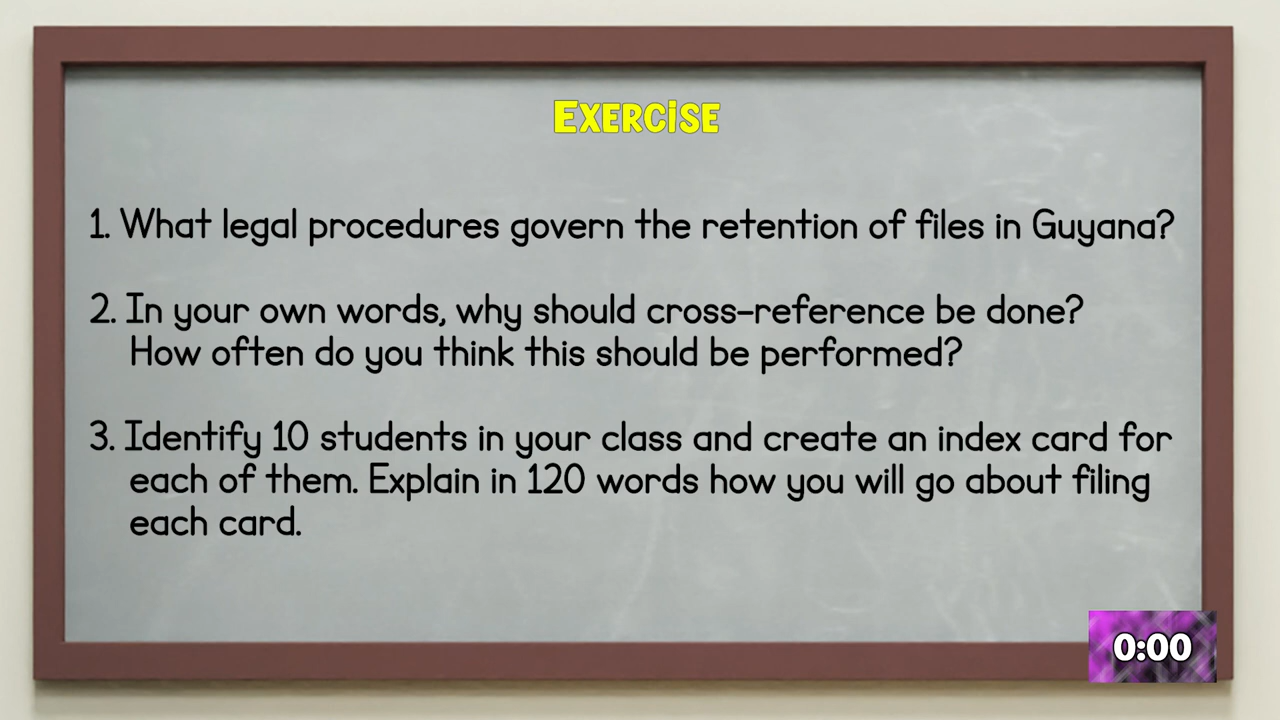 Exercise
1. What legal procedures govern the retention of files in Guyana?
2. In your own words, why should cross-reference be done?
How often do you think this should be performed?
3. Identify 10 students in your class and create an index card for
each of them. Explain in 120 words how you will go about filing
each card.
0:00